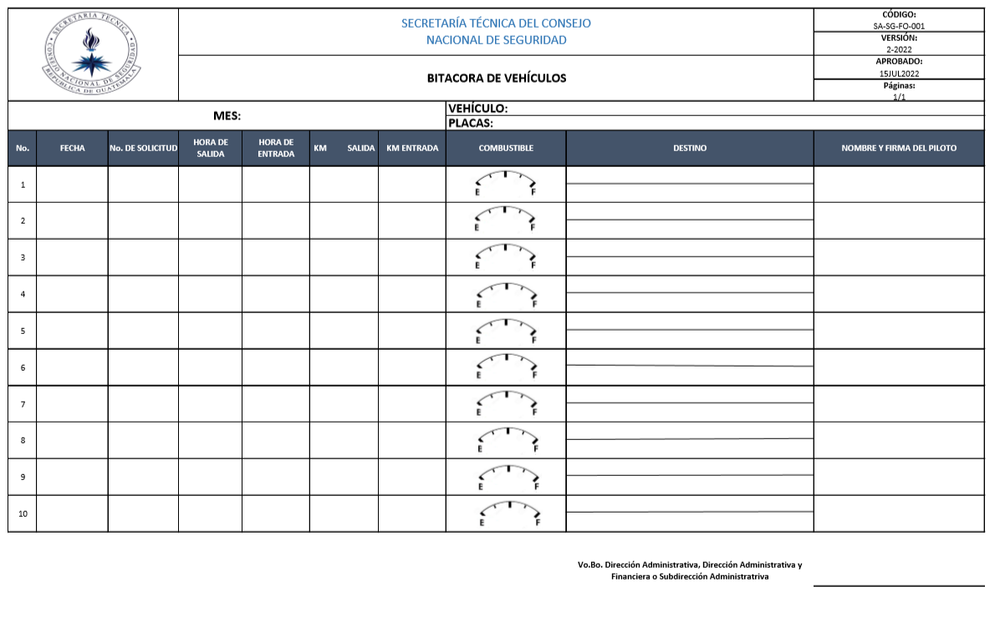 SECRETARÍA TÉCNICA
CONSEJO NACIONAL DE SEGURIDAD
REPÚBLICA DE GUATEMALA
SECRETARÍA TÉCNICA DEL CONSEJO
NACIONAL DE SEGURIDAD
BITACORA DE VEHÍCULOS
CÓDIGO:
SA-SG-FO-001
VERSIÓN:
2-2022
APROBADO:
15JUL2022
Páginas:
1/1
MES:
VEHÍCULO:
PLACAS:
No. FECHA No. DE SOLICITUD HORA DE SALIDA HORA DE ENTRADA KM SALIDA KM ENTRADA COMBUSTIBLE DESTINO NOMBRE Y FIRMA DEL PILOTO
1 E F
2 E F
3 E F
4 E F
5 E F
6 E F
7 E F
8 E F
9 E F
10 E F
Vo.Bo. Dirección Administrativa, Dirección Administrativa y
Financiera o Subdirección Administratriva